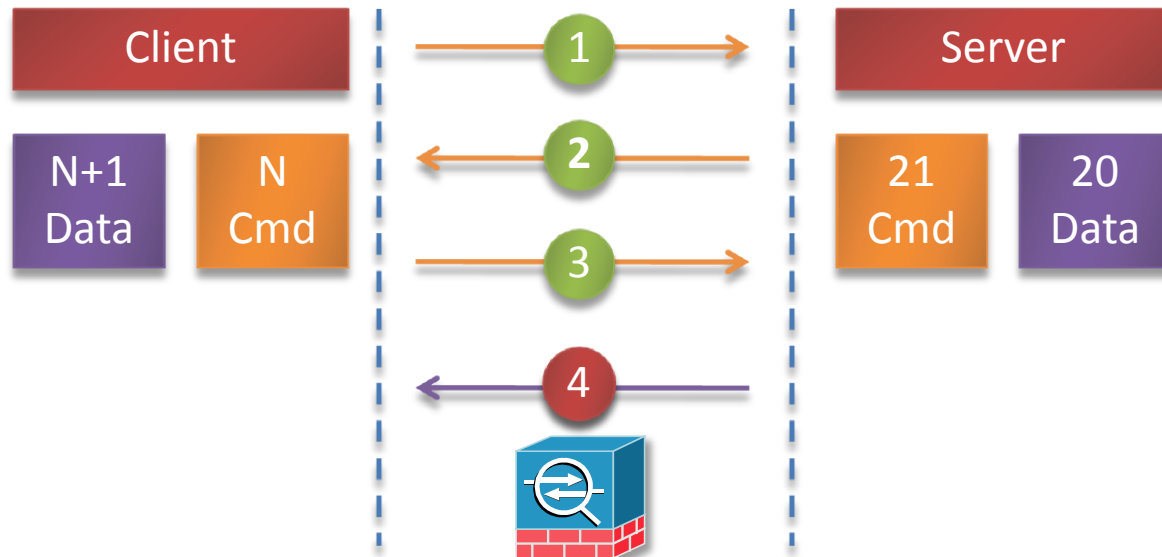 Client
1
Server
N+1
Data
N
Cmd
2
21
Cmd
20
Data
3
4